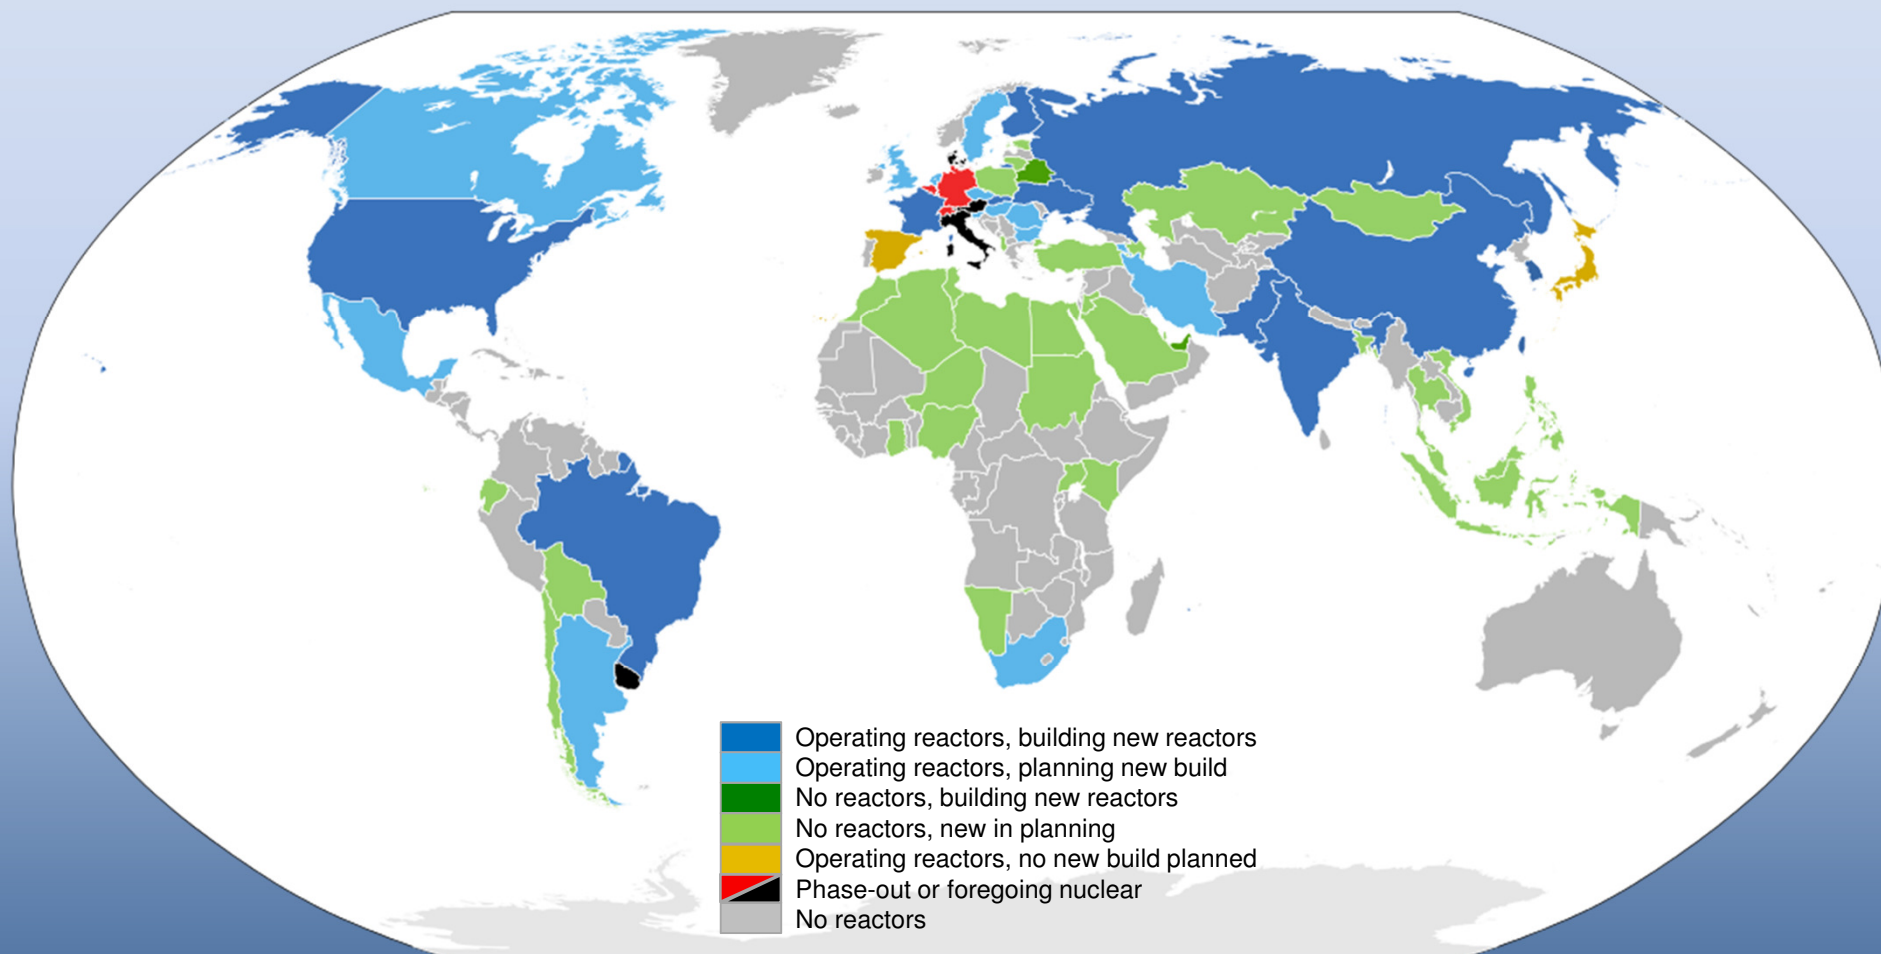 Operating reactors, building new reactors
Operating reactors, planning new build
No reactors, building new reactors
No reactors, new in planning
Operating reactors, no new build planned
Phase-out or foregoing nuclear
No reactors